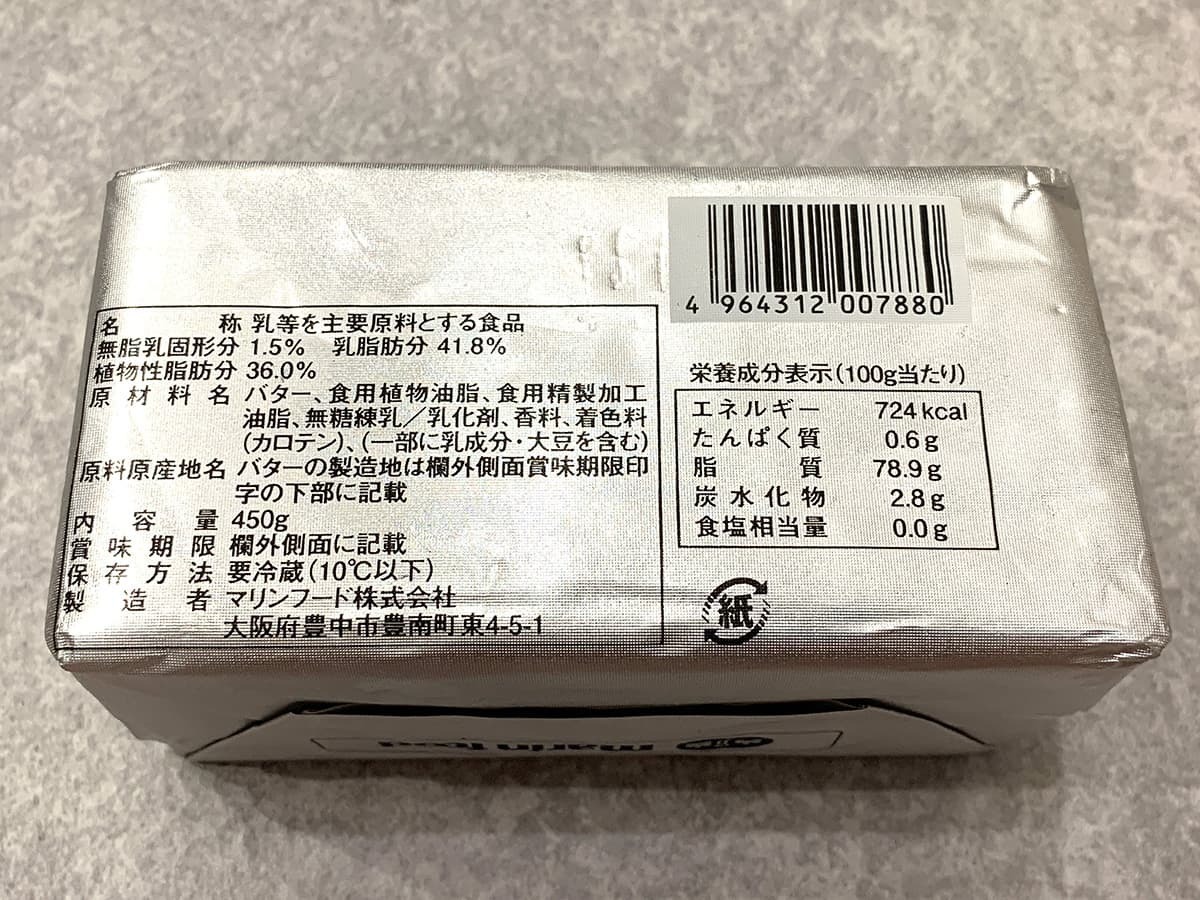 4 964312 007880
名称 乳等を主要原料とする食品
無脂乳固形分 1.5% 乳脂肪分 41.8%
植物性脂肪分 36.0%
原材料名 バター、食用植物油脂、食用精製加工
油脂、無糖練乳／乳化剤、香料、着色料
(カロテン)、(一部に乳成分・大豆を含む)
原料原産地名 バターの製造地は欄外側面賞味期限印
字の下部に記載
内容量 450g
賞味期限 欄外側面に記載
保存方法 要冷蔵(10℃以下)
製造者 マリンフード株式会社
大阪府豊中市豊南町東4-5-1
栄養成分表示(100g当たり)
エネルギー 724kcal
たんぱく質 0.6g
脂質 78.9g
炭水化物 2.8g
食塩相当量 0.0g
紙
marin food